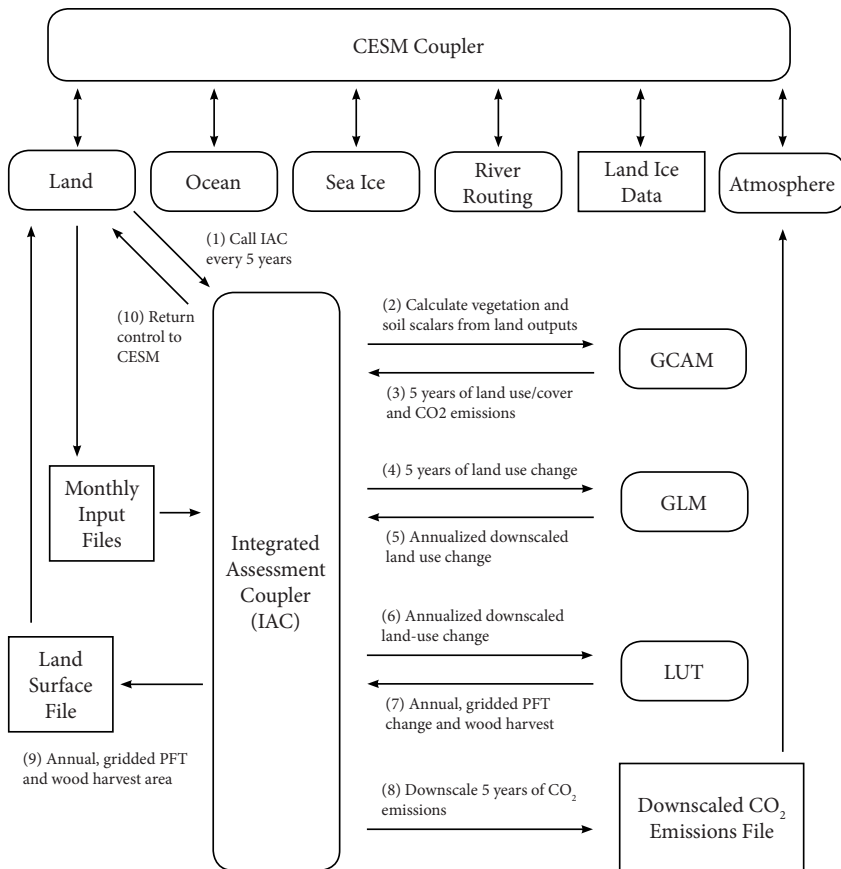 CESM Coupler
Land
Ocean
Sea Ice
River
Routing
Land Ice
Data
Atmosphere
(1) Call IAC
every 5 years
(10) Return
control to
CESM
(2) Calculate vegetation and
soil scalars from land outputs
GCAM
(3) 5 years of land use/cover
and CO2 emissions
Monthly
Input
Files
(4) 5 years of land use change
GLM
(5) Annualized downscaled
land use change
Integrated
Assessment
Coupler
(IAC)
(6) Annualized downscaled
land-use change
Land
Surface
File
LUT
(7) Annual, gridded PFT
change and wood harvest
(9) Annual, gridded PFT
and wood harvest area
(8) Downscale 5 years of CO₂
emissions
Downscaled CO₂
Emissions File